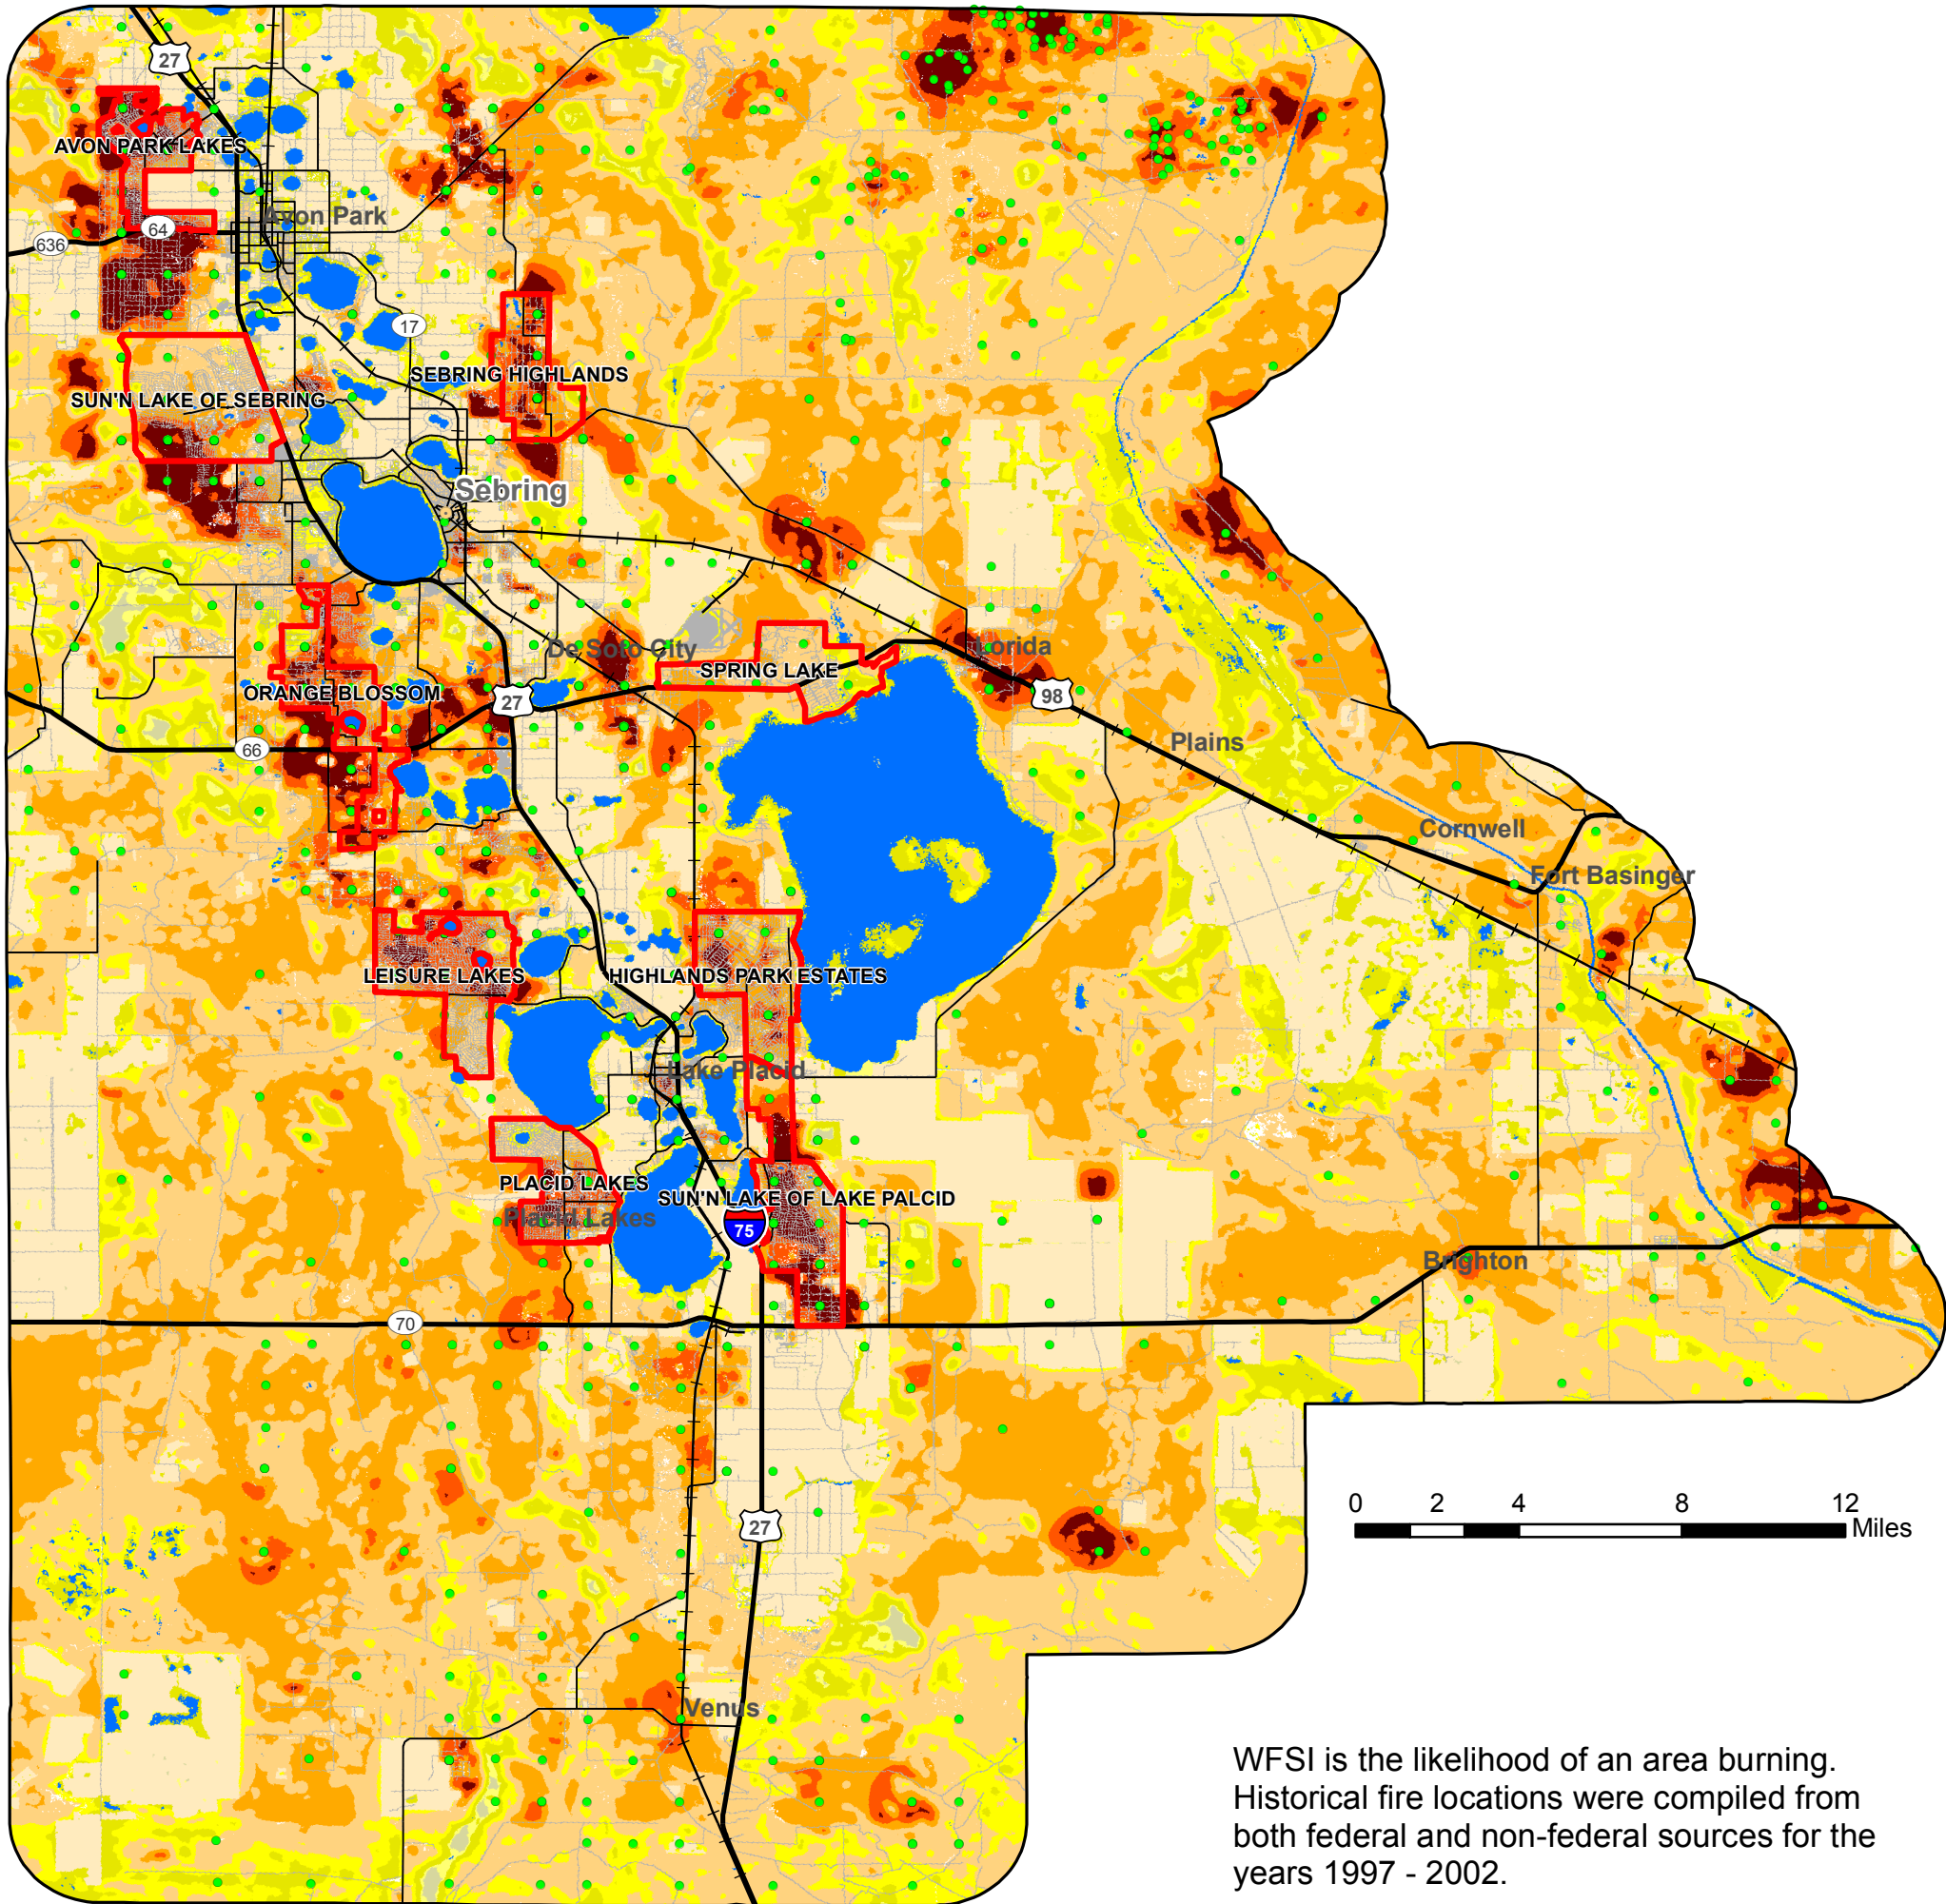 27
AVON PARK LAKES
Avon Park
64
636
17
SEBRING HIGHLANDS
SUN'N LAKE OF SEBRING
Sebring
De Soto City
Lorida
SPRING LAKE
ORANGE BLOSSOM
27
98
66
Plains
Cornwell
Fort Basinger
LEISURE LAKES
HIGHLANDS PARK ESTATES
Lake Placid
PLACID LAKES
SUN'N LAKE OF LAKE PALCID
Placid Lakes
75
Brighton
70
0 2 4 8 12
Miles
27
Venus
WFSI is the likelihood of an area burning.
Historical fire locations were compiled from
both federal and non-federal sources for the
years 1997 - 2002.